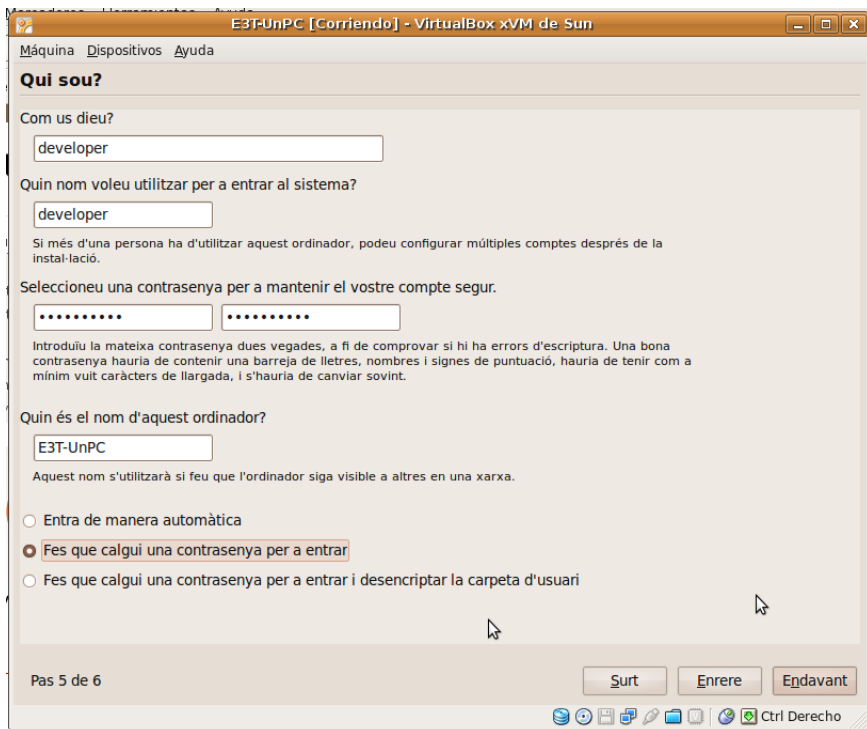 E3T-UnPC [Corriendo] - VirtualBox xVM de Sun
Máquina Dispositivos Ayuda
Qui sou?
Com us dieu?
developer
Quin nom voleu utilitzar per a entrar al sistema?
developer
Si més d'una persona ha d'utilitzar aquest ordinador, podeu configurar múltiples comptes després de la
instal·lació.
Seleccioneu una contrasenya per a mantenir el vostre compte segur.
•••••••••• ••••••••••
Introduïu la mateixa contrasenya dues vegades, a fi de comprovar si hi ha errors d'escriptura. Una bona
contrasenya hauria de contenir una barreja de lletres, nombres i signes de puntuació, hauria de tenir com a
mínim vuit caràcters de llargada, i s'hauria de canviar sovint.
Quin és el nom d'aquest ordinador?
E3T-UnPC
Aquest nom s'utilitzarà si feu que l'ordinador siga visible a altres en una xarxa.
Entra de manera automàtica
Fes que calgui una contrasenya per a entrar
Fes que calgui una contrasenya per a entrar i desencriptar la carpeta d'usuari
Pas 5 de 6
Surt Enrere Endavant
Ctrl Derecho